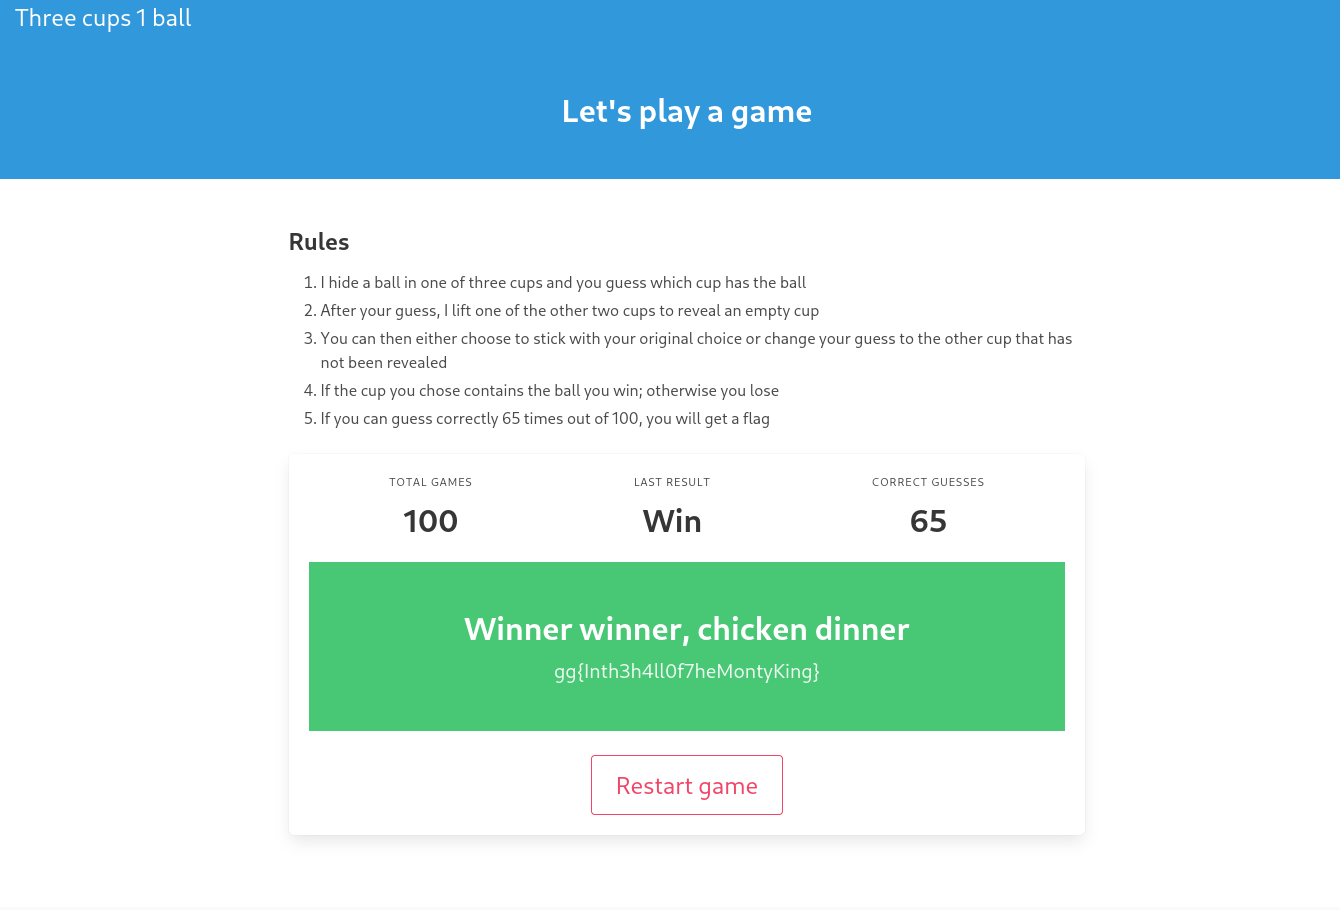 Three cups 1 ball
Let's play a game
Rules
1. I hide a ball in one of three cups and you guess which cup has the ball
2. After your guess, I lift one of the other two cups to reveal an empty cup
3. You can then either choose to stick with your original choice or change your guess to the other cup that has
not been revealed
4. If the cup you chose contains the ball you win; otherwise you lose
5. If you can guess correctly 65 times out of 100, you will get a flag
TOTAL GAMES LAST RESULT CORRECT GUESSES
100 Win 65
Winner winner, chicken dinner
gg{Inth3h4ll0f7heMontyKing}
Restart game